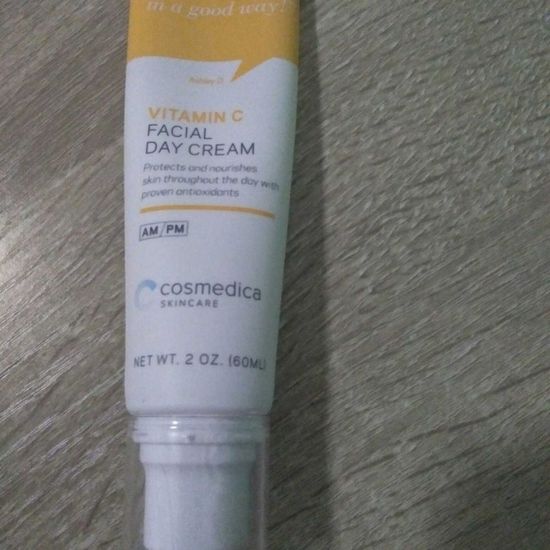 in a good way!
Ashley D.
VITAMIN C
FACIAL
DAY CREAM
Protects and nourishes
skin throughout the day with
proven antioxidants
AM/PM
cosmedica
SKINCARE
NET WT. 2 OZ. (60ML)